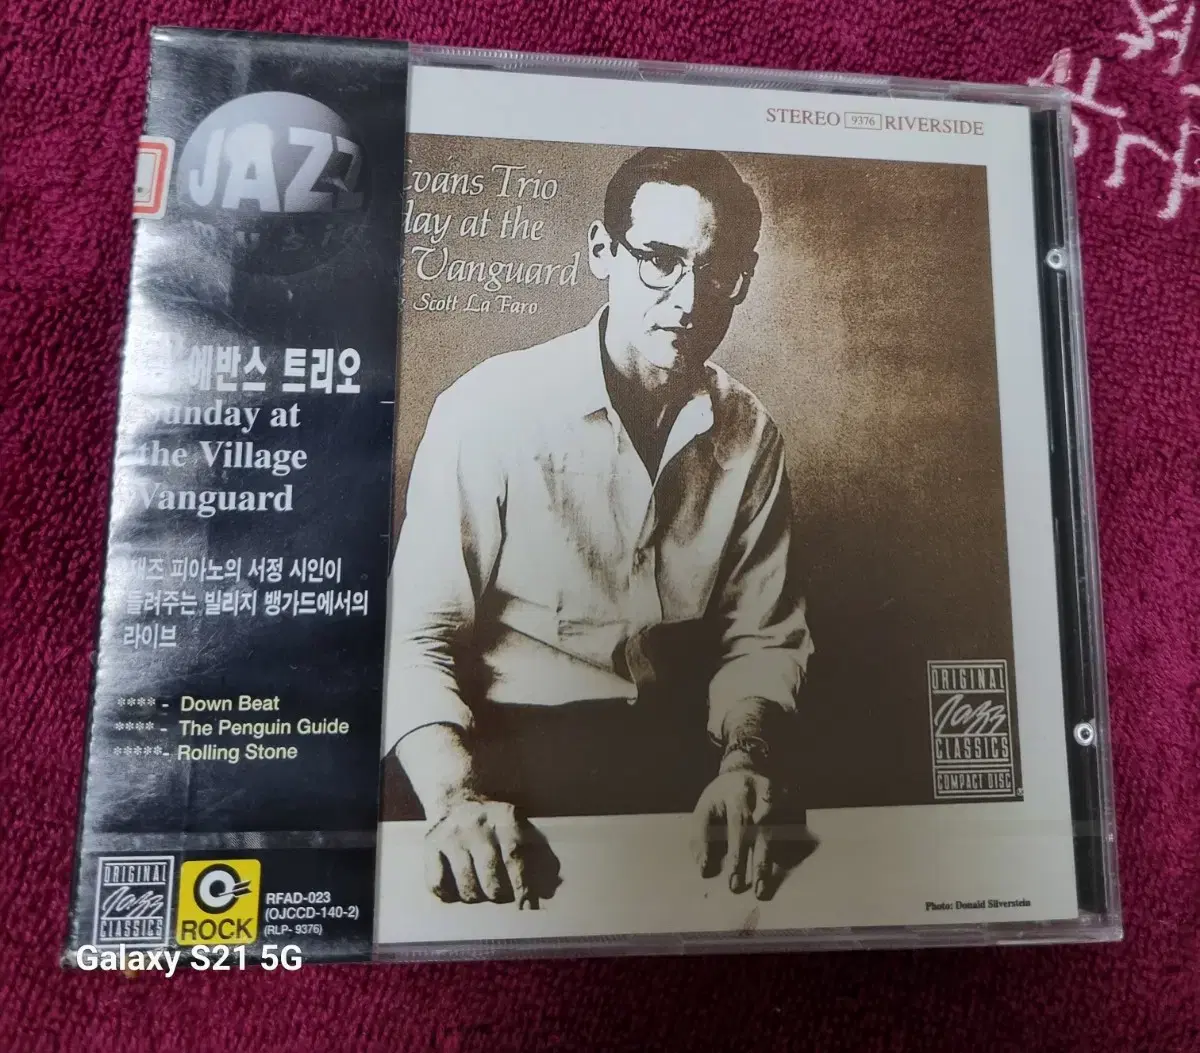 JAZZ
Music
STEREO 9376 RIVERSIDE
Evans Trio
day at the
Vanguard
Scott La Faro
에반스 트리오
Sunday at
the Village
Vanguard
재즈 피아노의 서정 시인이
들려주는 빌리지 뱅가드에서의
라이브
**** - Down Beat
**** - The Penguin Guide
*****- Rolling Stone
ORIGINAL
Jazz
CLASSICS
COMPACT DISC
ORIGINAL
Jazz
CLASSICS
ROCK
RFAD-023
(OJCCD-140-2)
(RLP- 9376)
Photo: Donald Silverstein
Galaxy S21 5G